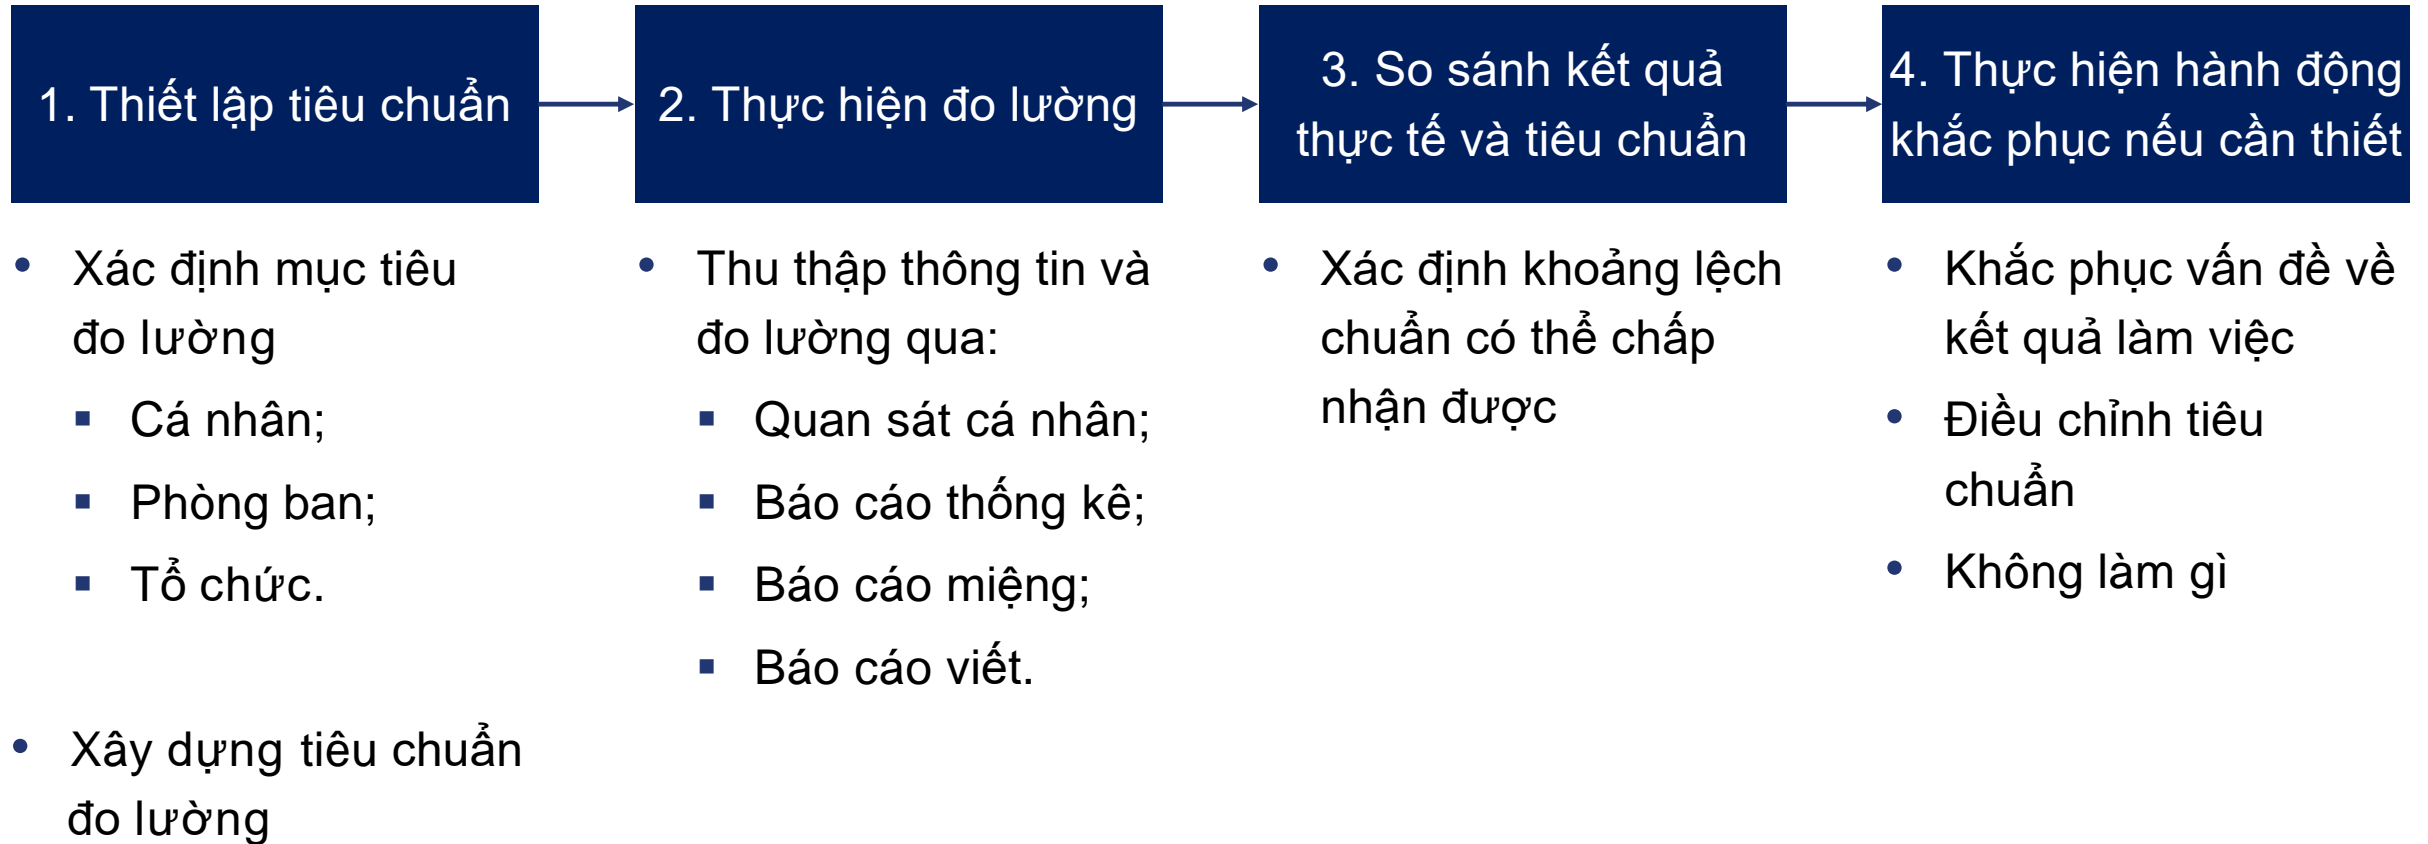 1. Thiết lập tiêu chuẩn
2. Thực hiện đo lường
3. So sánh kết quả
thực tế và tiêu chuẩn
4. Thực hiện hành động
khắc phục nếu cần thiết
• Xác định mục tiêu
đo lường
▪ Cá nhân;
▪ Phòng ban;
▪ Tổ chức.
• Xây dựng tiêu chuẩn
đo lường
• Thu thập thông tin và
đo lường qua:
▪ Quan sát cá nhân;
▪ Báo cáo thống kê;
▪ Báo cáo miệng;
▪ Báo cáo viết.
• Xác định khoảng lệch
chuẩn có thể chấp
nhận được
• Khắc phục vấn đề về
kết quả làm việc
• Điều chỉnh tiêu
chuẩn
• Không làm gì